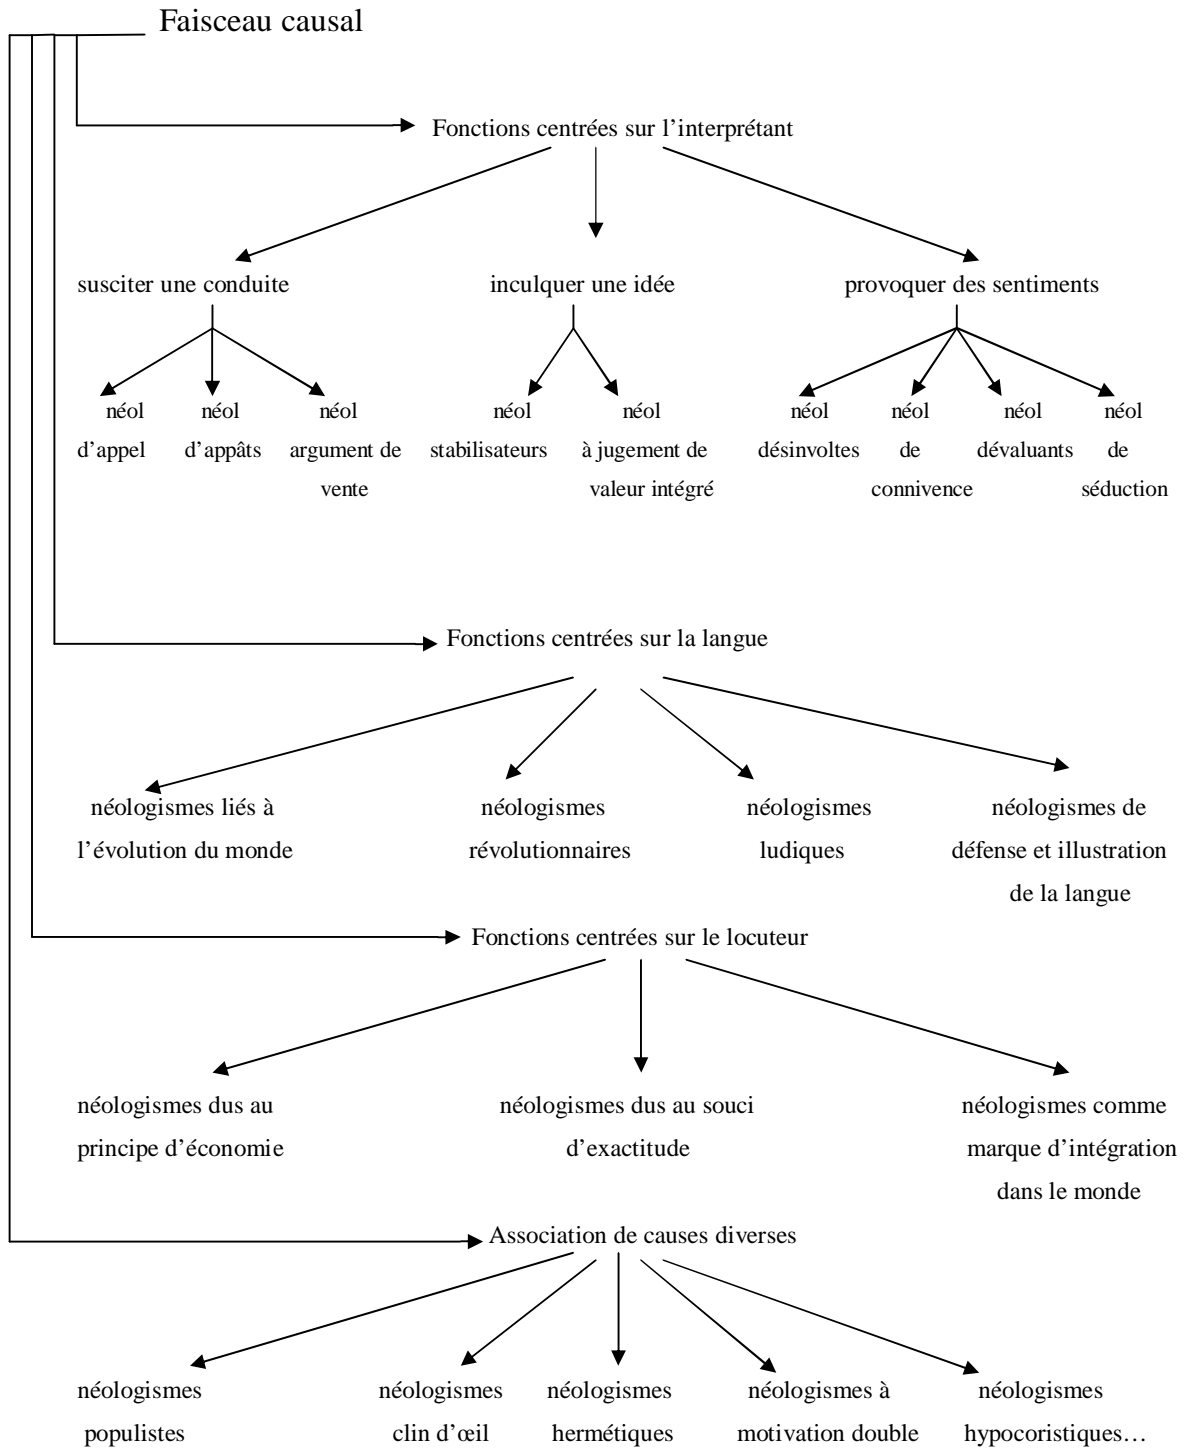 Faisceau causal
Fonctions centrées sur l’interprétant
susciter une conduite inculquer une idée provoquer des sentiments
néol néol néol néol néol néol néol néol néol
d’appel d’appâts argument de stabilisateurs à jugement de désinvoltes de dévaluants de
vente valeur intégré connivence séduction
Fonctions centrées sur la langue
néologismes liés à néologismes néologismes néologismes de
l’évolution du monde révolutionnaires ludiques défense et illustration
de la langue
Fonctions centrées sur le locuteur
néologismes dus au néologismes dus au souci néologismes comme
principe d’économie d’exactitude marque d’intégration
dans le monde
Association de causes diverses
néologismes néologismes néologismes néologismes à néologismes
populistes clin d’œil hermétiques motivation double hypocoristiques…